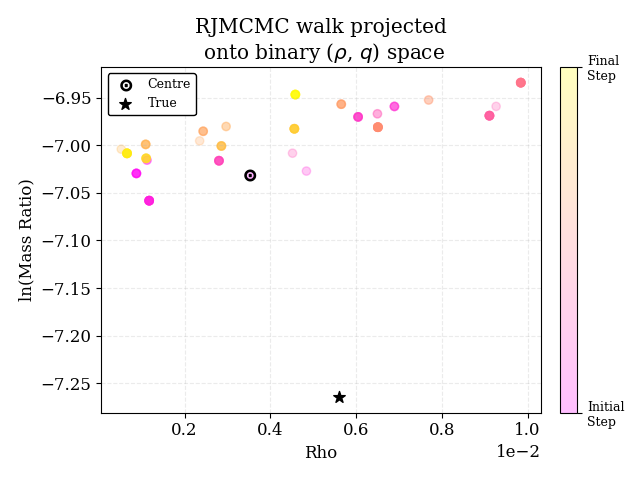 RJMCMC walk projected
onto binary (ρ, q) space
Centre
True
Final
Step
−6.95
−7.00
−7.05
−7.10
−7.15
−7.20
−7.25
ln(Mass Ratio)
Initial
Step
0.2
0.4
0.6
0.8
1.0
1e−2
Rho